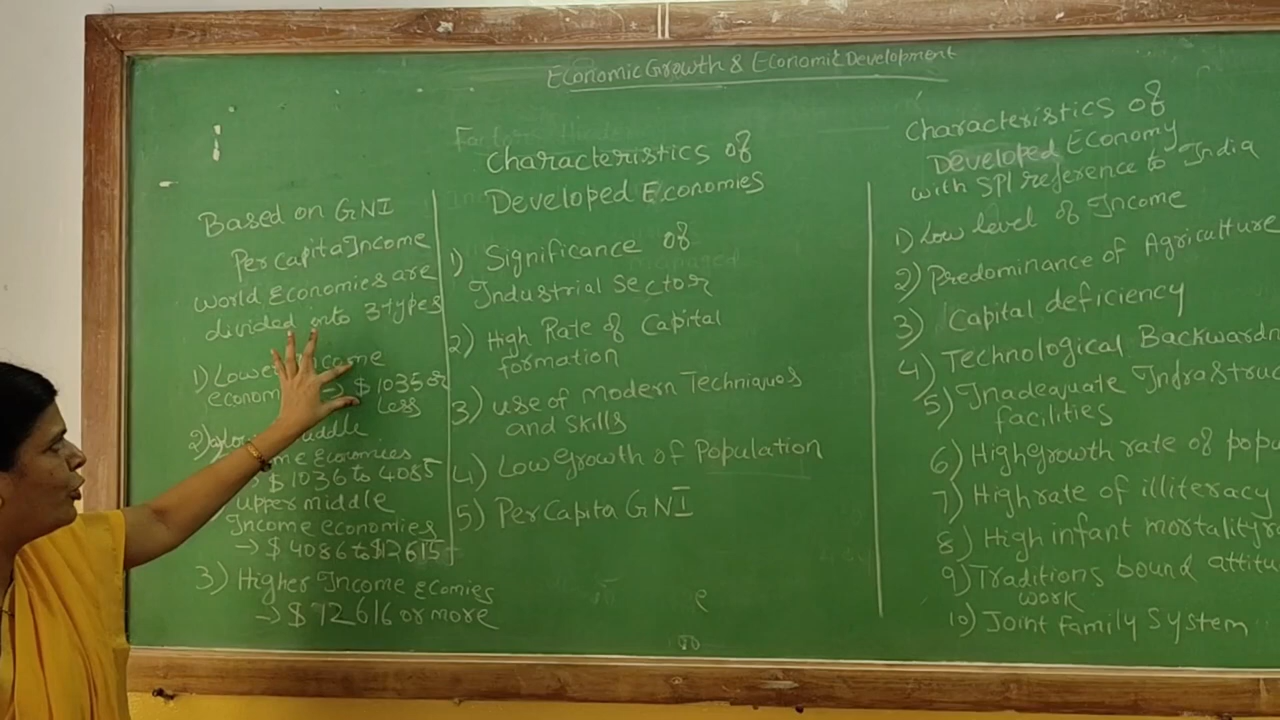 Economic Growth & Economic Development
Based on GNI
Percapita Income
World Economies are
divided into 3 types
1) Lower Income
econom → $1035 or
less
2) middle
me economies
$1036 to 4085
upper middle
Income economies
→ $4086 to $12615
3) Higher Income Ecomies
→ $12616 or more
Characteristics of
Developed Economies
1) Significance of
Industrial Sector
2) High Rate of Capital
formation
3) use of modern Techniques
and Skills
4) Low Growth of Population
5) Per Capita GNI
Characteristics of
Developed Economy
with SPl reference to India
1) Low level of Income
2) Predominance of Agriculture
3) Capital deficiency
4) Technological Backwardn
5) Inadequate Infrastruc
facilities
6) High growth rate of popu
7) High rate of illiteracy
8) High infant mortality r
9) Traditions bound attitu
work
10) Joint Family System